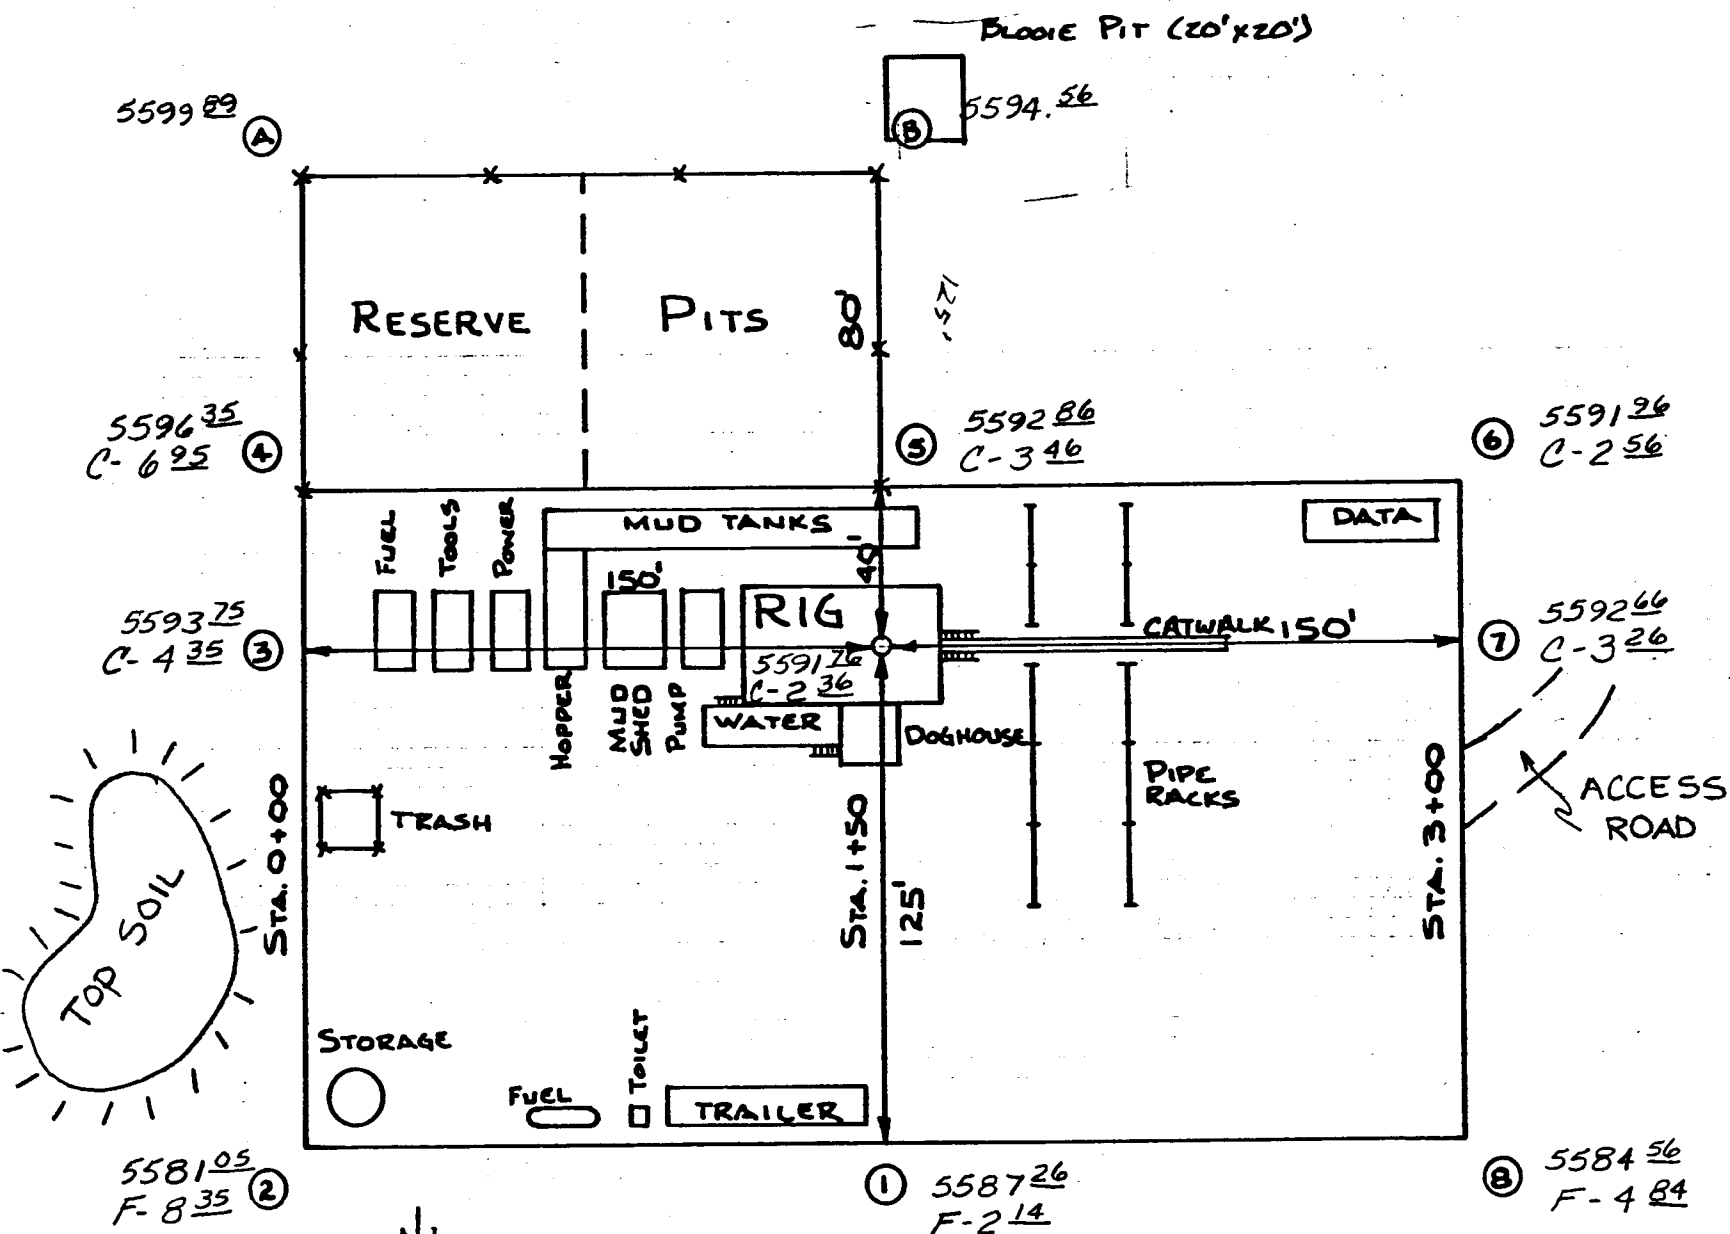 BLOOIE PIT (20'x20')
5599 89
A
B
5594. 56
RESERVE PITS
80'
125'
5596 35
C- 6 95
4
5
5592 86
C- 3 46
6
5591 96
C- 2 56
FUEL
TOOLS
POWER
MUD TANKS
40'
DATA
150'
RIG
5593 75
C- 4 35
3
5591 76
C- 2 36
CATWALK 150'
7
5592 66
C- 3 26
HOPPER
MUD SHED
PUMP
WATER
DOGHOUSE
PIPE
RACKS
ACCESS
ROAD
TRASH
STA. 0+00
STA. 1+50
125'
STA. 3+00
TOP SOIL
STORAGE
FUEL
TOILET
TRAILER
5581 05
F- 8 35
2
1
5587 26
F- 2 14
8
5584 56
F- 4 84